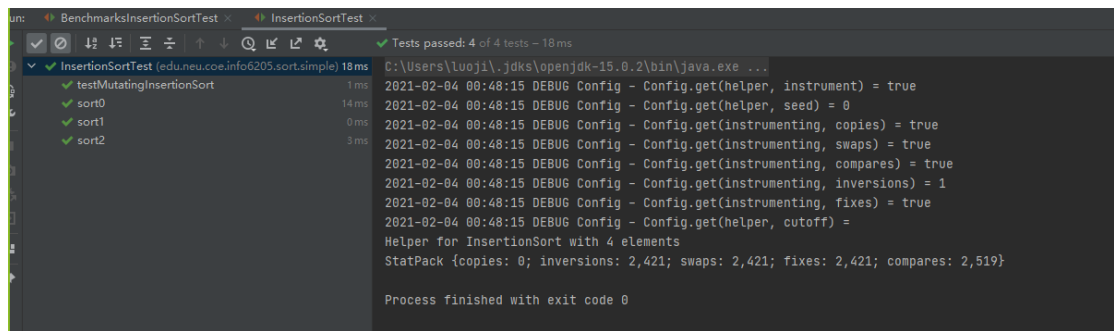 un: BenchmarksInsertionSortTest × InsertionSortTest ×
Tests passed: 4 of 4 tests – 18 ms
InsertionSortTest (edu.neu.coe.info6205.sort.simple) 18 ms
testMutatingInsertionSort 1 ms
sort0 14 ms
sort1 0 ms
sort2 3 ms
C:\Users\luoji\.jdks\openjdk-15.0.2\bin\java.exe ...
2021-02-04 00:48:15 DEBUG Config - Config.get(helper, instrument) = true
2021-02-04 00:48:15 DEBUG Config - Config.get(helper, seed) = 0
2021-02-04 00:48:15 DEBUG Config - Config.get(instrumenting, copies) = true
2021-02-04 00:48:15 DEBUG Config - Config.get(instrumenting, swaps) = true
2021-02-04 00:48:15 DEBUG Config - Config.get(instrumenting, compares) = true
2021-02-04 00:48:15 DEBUG Config - Config.get(instrumenting, inversions) = 1
2021-02-04 00:48:15 DEBUG Config - Config.get(instrumenting, fixes) = true
2021-02-04 00:48:15 DEBUG Config - Config.get(helper, cutoff) =
Helper for InsertionSort with 4 elements
StatPack {copies: 0; inversions: 2,421; swaps: 2,421; fixes: 2,421; compares: 2,519}
Process finished with exit code 0